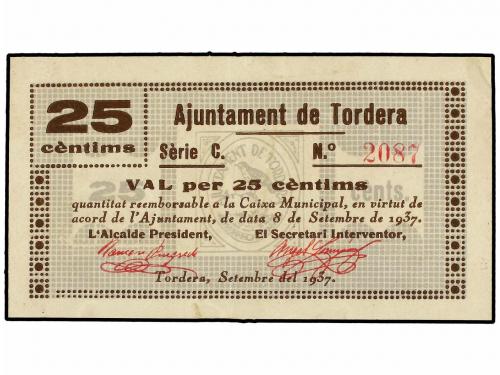 25
cèntims
Ajuntament de Tordera
Sèrie C. N.º 2087
VAL per 25 cèntims
quantitat reemborsable a la Caixa Municipal, en virtut de
acord de l'Ajuntament, de data 8 de Setembre de 1937.
L'Alcalde President, El Secretari Interventor,
Tordera, Setembre del 1937.
25 Cents.